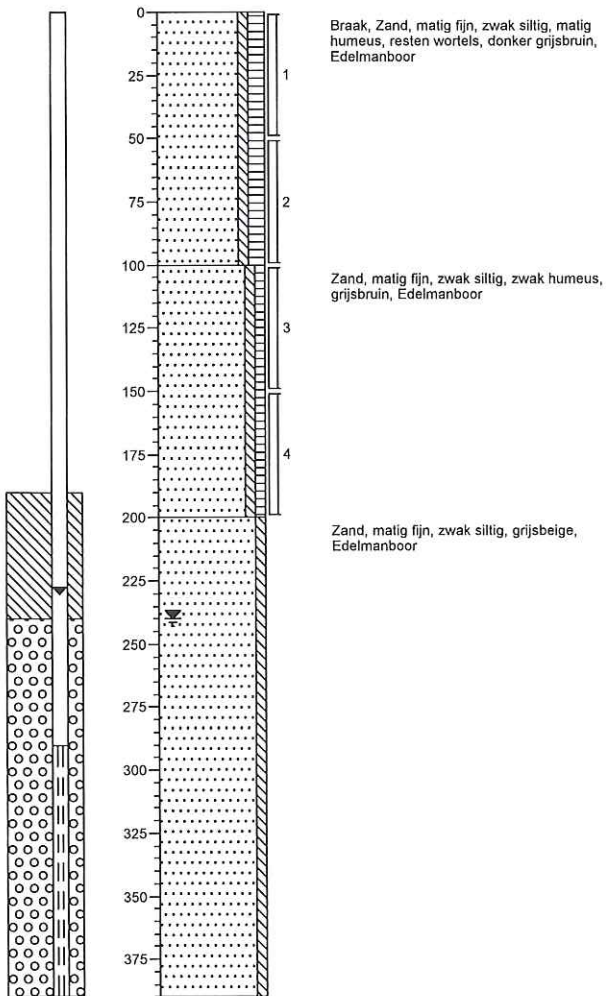 0
Braak, Zand, matig fijn, zwak siltig, matig
humeus, resten wortels, donker grijsbruin,
Edelmanboor
25
1
50
75
2
100
Zand, matig fijn, zwak siltig, zwak humeus,
grijsbruin, Edelmanboor
125
3
150
175
4
200
Zand, matig fijn, zwak siltig, grijsbeige,
Edelmanboor
225
250
275
300
325
350
375